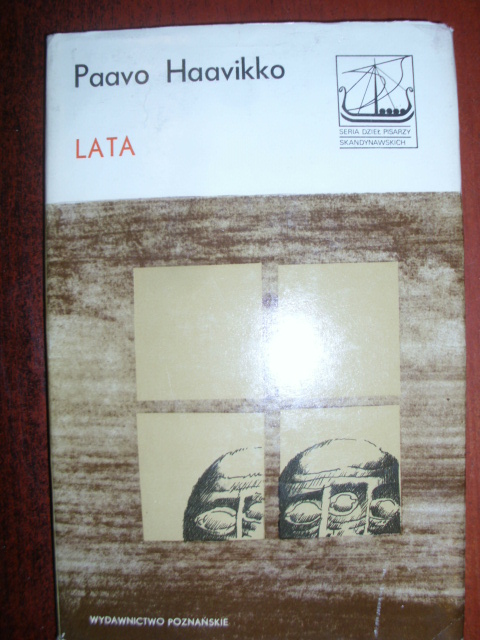 Paavo Haavikko
LATA
SERIA DZIEŁ PISARZY
SKANDYNAWSKICH
WYDAWNICTWO POZNAŃSKIE